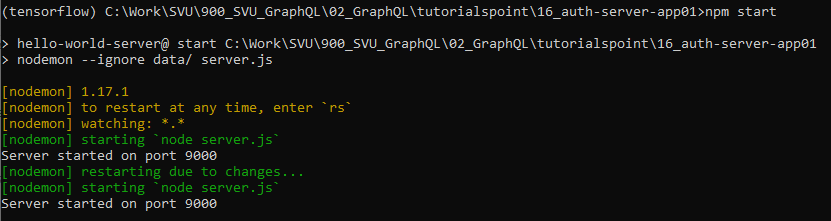 (tensorflow) C:\Work\SVU\900_SVU_GraphQL\02_GraphQL\tutorialspoint\16_auth-server-app01>npm start
> hello-world-server@ start C:\Work\SVU\900_SVU_GraphQL\02_GraphQL\tutorialspoint\16_auth-server-app01
> nodemon --ignore data/ server.js
[nodemon] 1.17.1
[nodemon] to restart at any time, enter `rs`
[nodemon] watching: *.*
[nodemon] starting `node server.js`
Server started on port 9000
[nodemon] restarting due to changes...
[nodemon] starting `node server.js`
Server started on port 9000